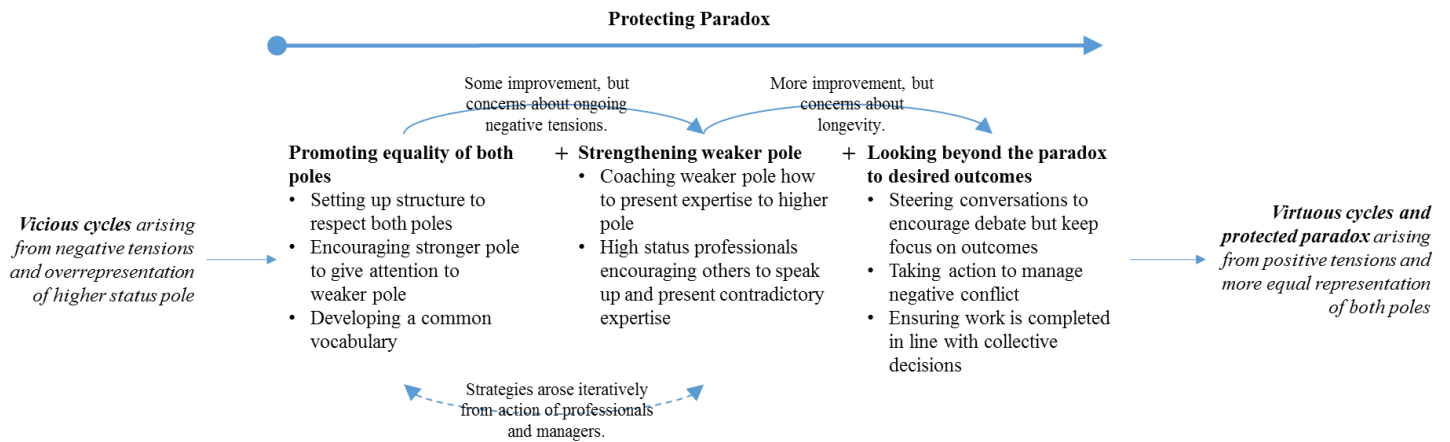 Protecting Paradox
Some improvement, but
concerns about ongoing
negative tensions.
More improvement, but
concerns about
longevity.
Vicious cycles arising
from negative tensions
and overrepresentation
of higher status pole
Promoting equality of both
poles
• Setting up structure to
respect both poles
• Encouraging stronger pole
to give attention to
weaker pole
• Developing a common
vocabulary
+ Strengthening weaker pole
• Coaching weaker pole how
to present expertise to higher
pole
• High status professionals
encouraging others to speak
up and present contradictory
expertise
+ Looking beyond the paradox
to desired outcomes
• Steering conversations to
encourage debate but keep
focus on outcomes
• Taking action to manage
negative conflict
• Ensuring work is completed
in line with collective
decisions
Virtuous cycles and
protected paradox arising
from positive tensions and
more equal representation
of both poles
Strategies arose iteratively
from action of professionals
and managers.